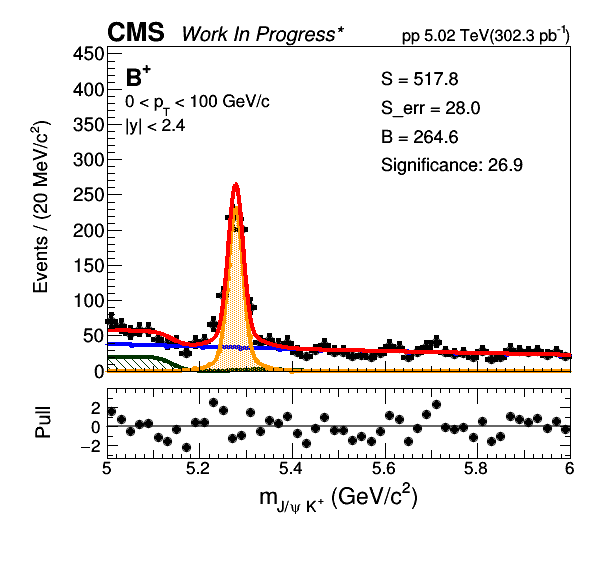 CMS Work In Progress* pp 5.02 TeV(302.3 pb⁻¹)
B⁺
0 < p_T < 100 GeV/c
|y| < 2.4
S = 517.8
S_err = 28.0
B = 264.6
Significance: 26.9
Events / (20 MeV/c²)
450
400
350
300
250
200
150
100
50
0
Pull
2
0
−2
5 5.2 5.4 5.6 5.8 6
m_{J/ψ K⁺} (GeV/c²)